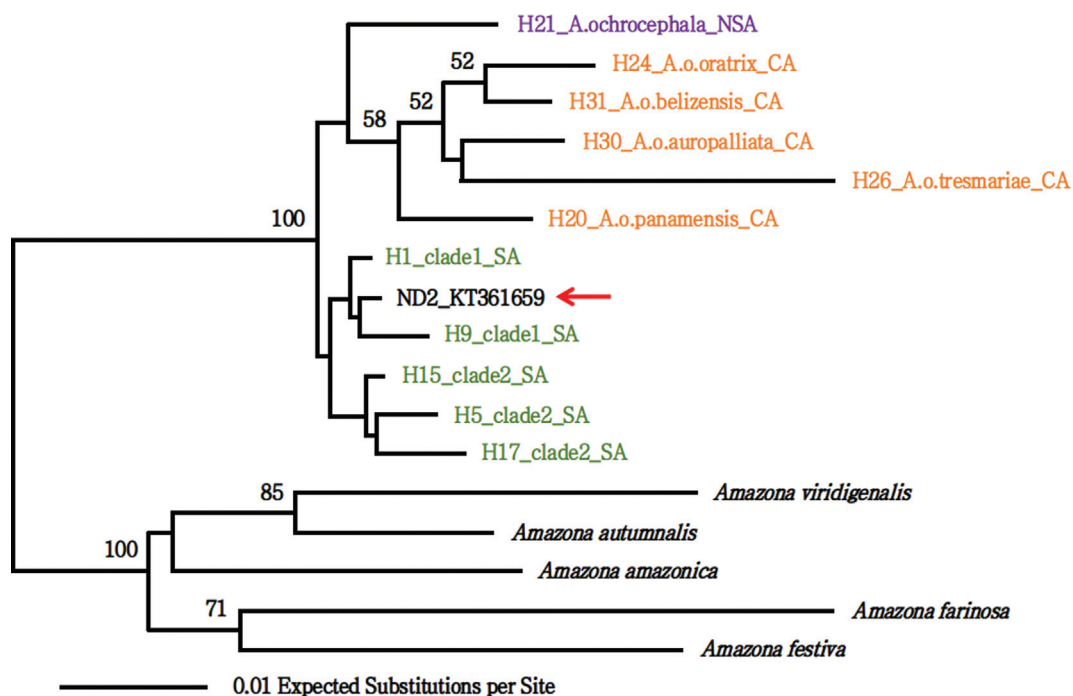 H21_A.ochrocephala_NSA
52
H24_A.o.oratrix_CA
52
H31_A.o.belizensis_CA
58
H30_A.o.auropalliata_CA
H26_A.o.tresmariae_CA
100
H20_A.o.panamensis_CA
H1_clade1_SA
ND2_KT361659
H9_clade1_SA
H15_clade2_SA
H5_clade2_SA
H17_clade2_SA
85
Amazona viridigenalis
Amazona autumnalis
100
Amazona amazonica
71
Amazona farinosa
Amazona festiva
0.01 Expected Substitutions per Site